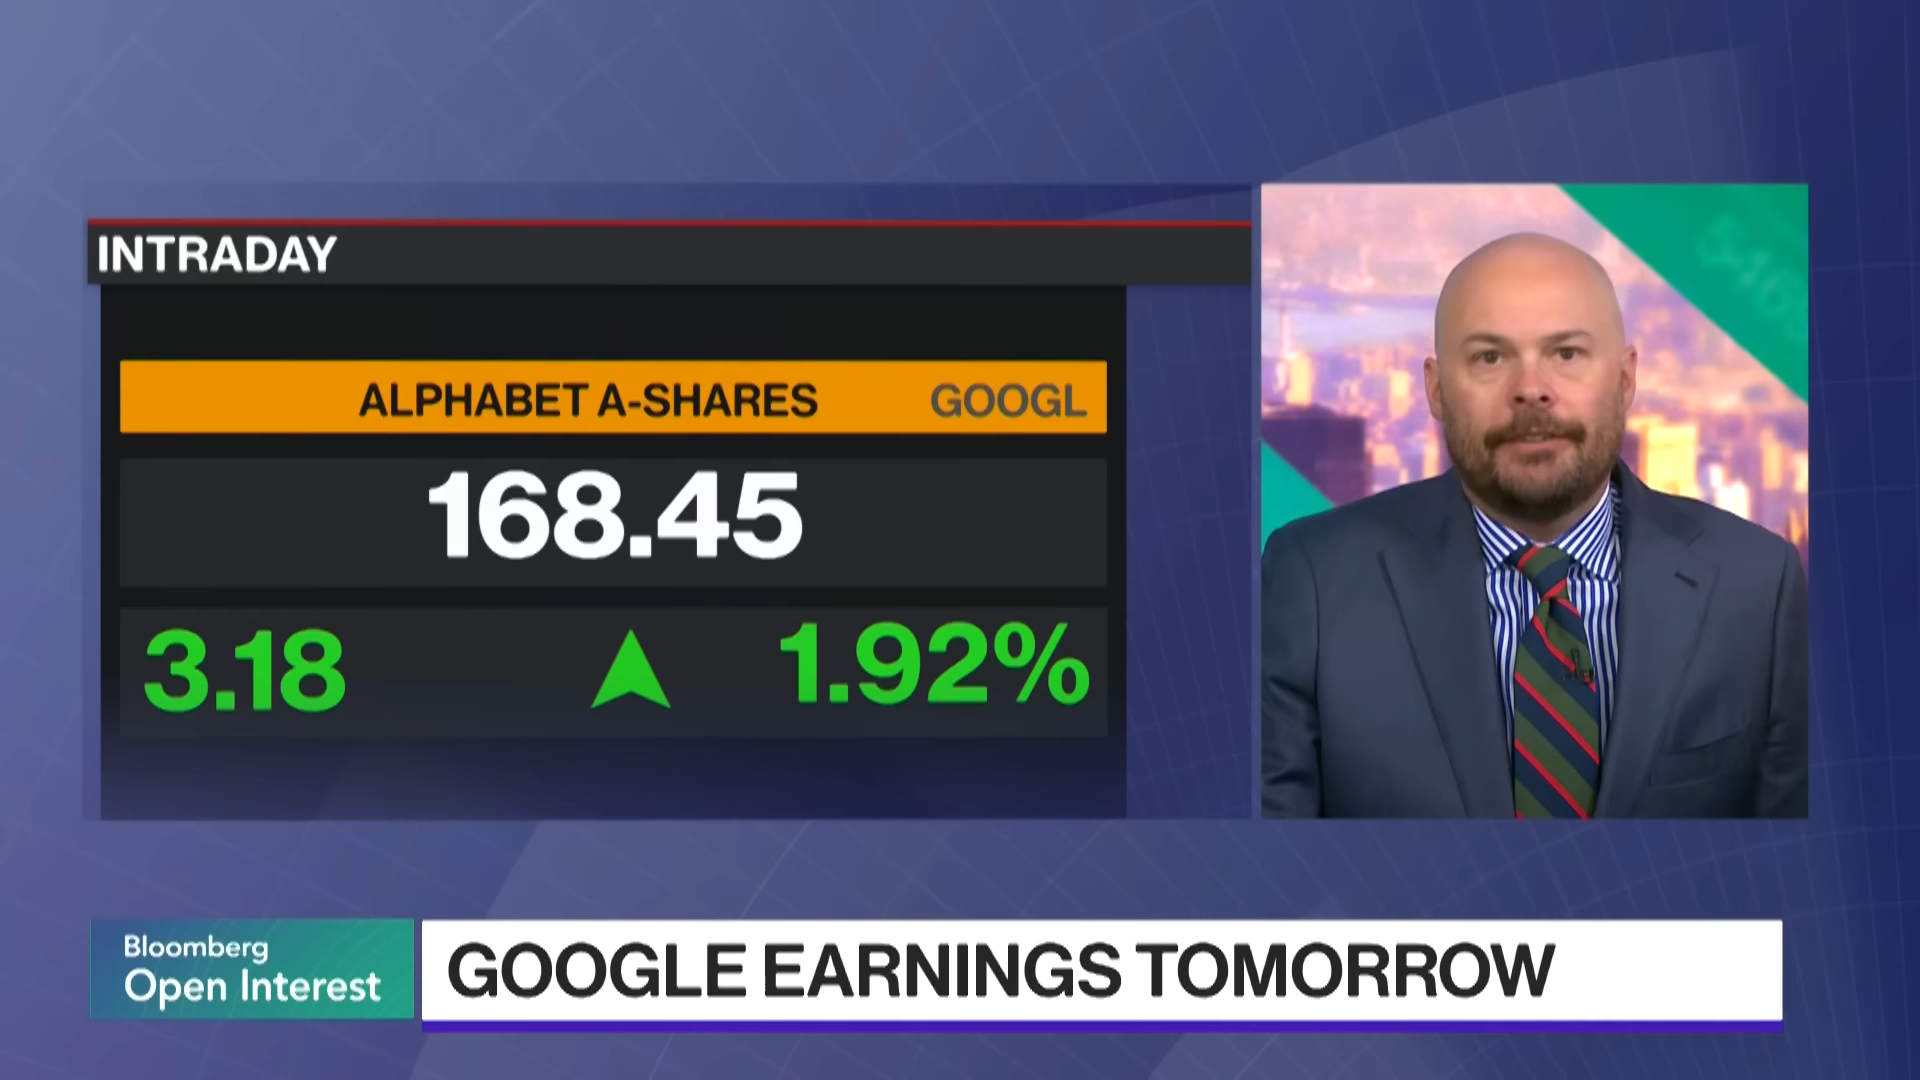 INTRADAY
ALPHABET A-SHARES GOOGL
168.45
3.18 ▲ 1.92%
Bloomberg
Open Interest
GOOGLE EARNINGS TOMORROW